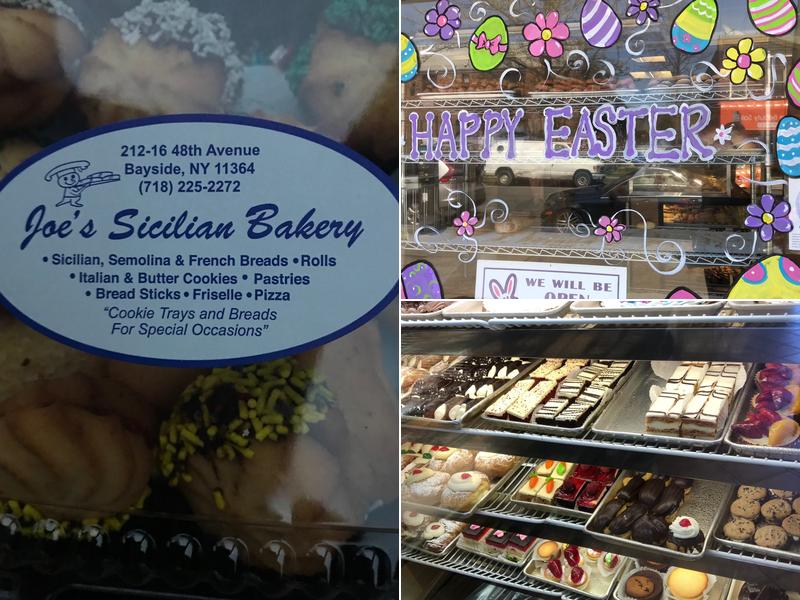 212-16 48th Avenue
Bayside, NY 11364
(718) 225-2272
Joe's Sicilian Bakery
• Sicilian, Semolina & French Breads • Rolls
• Italian & Butter Cookies • Pastries
• Bread Sticks • Friselle • Pizza
"Cookie Trays and Breads
For Special Occasions"
HAPPY EASTER
WE WILL BE
OPEN